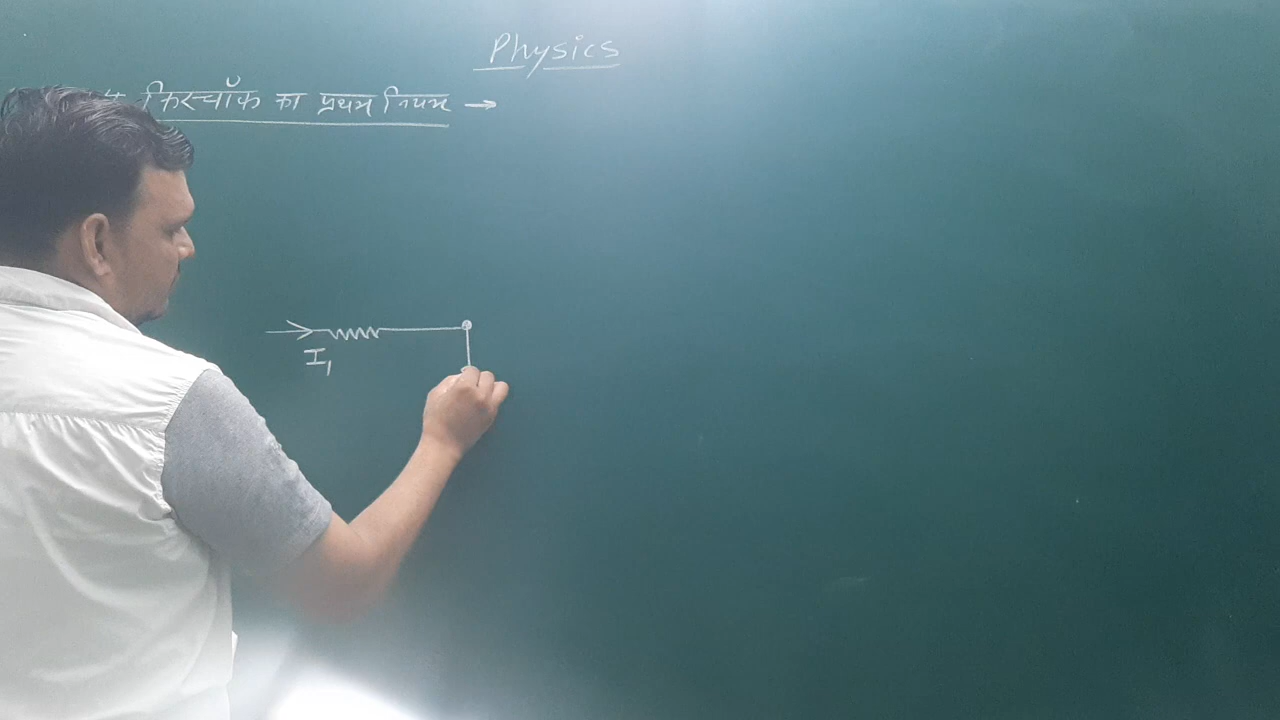 Physics
किरचॉफ का प्रथम नियम →
I₁